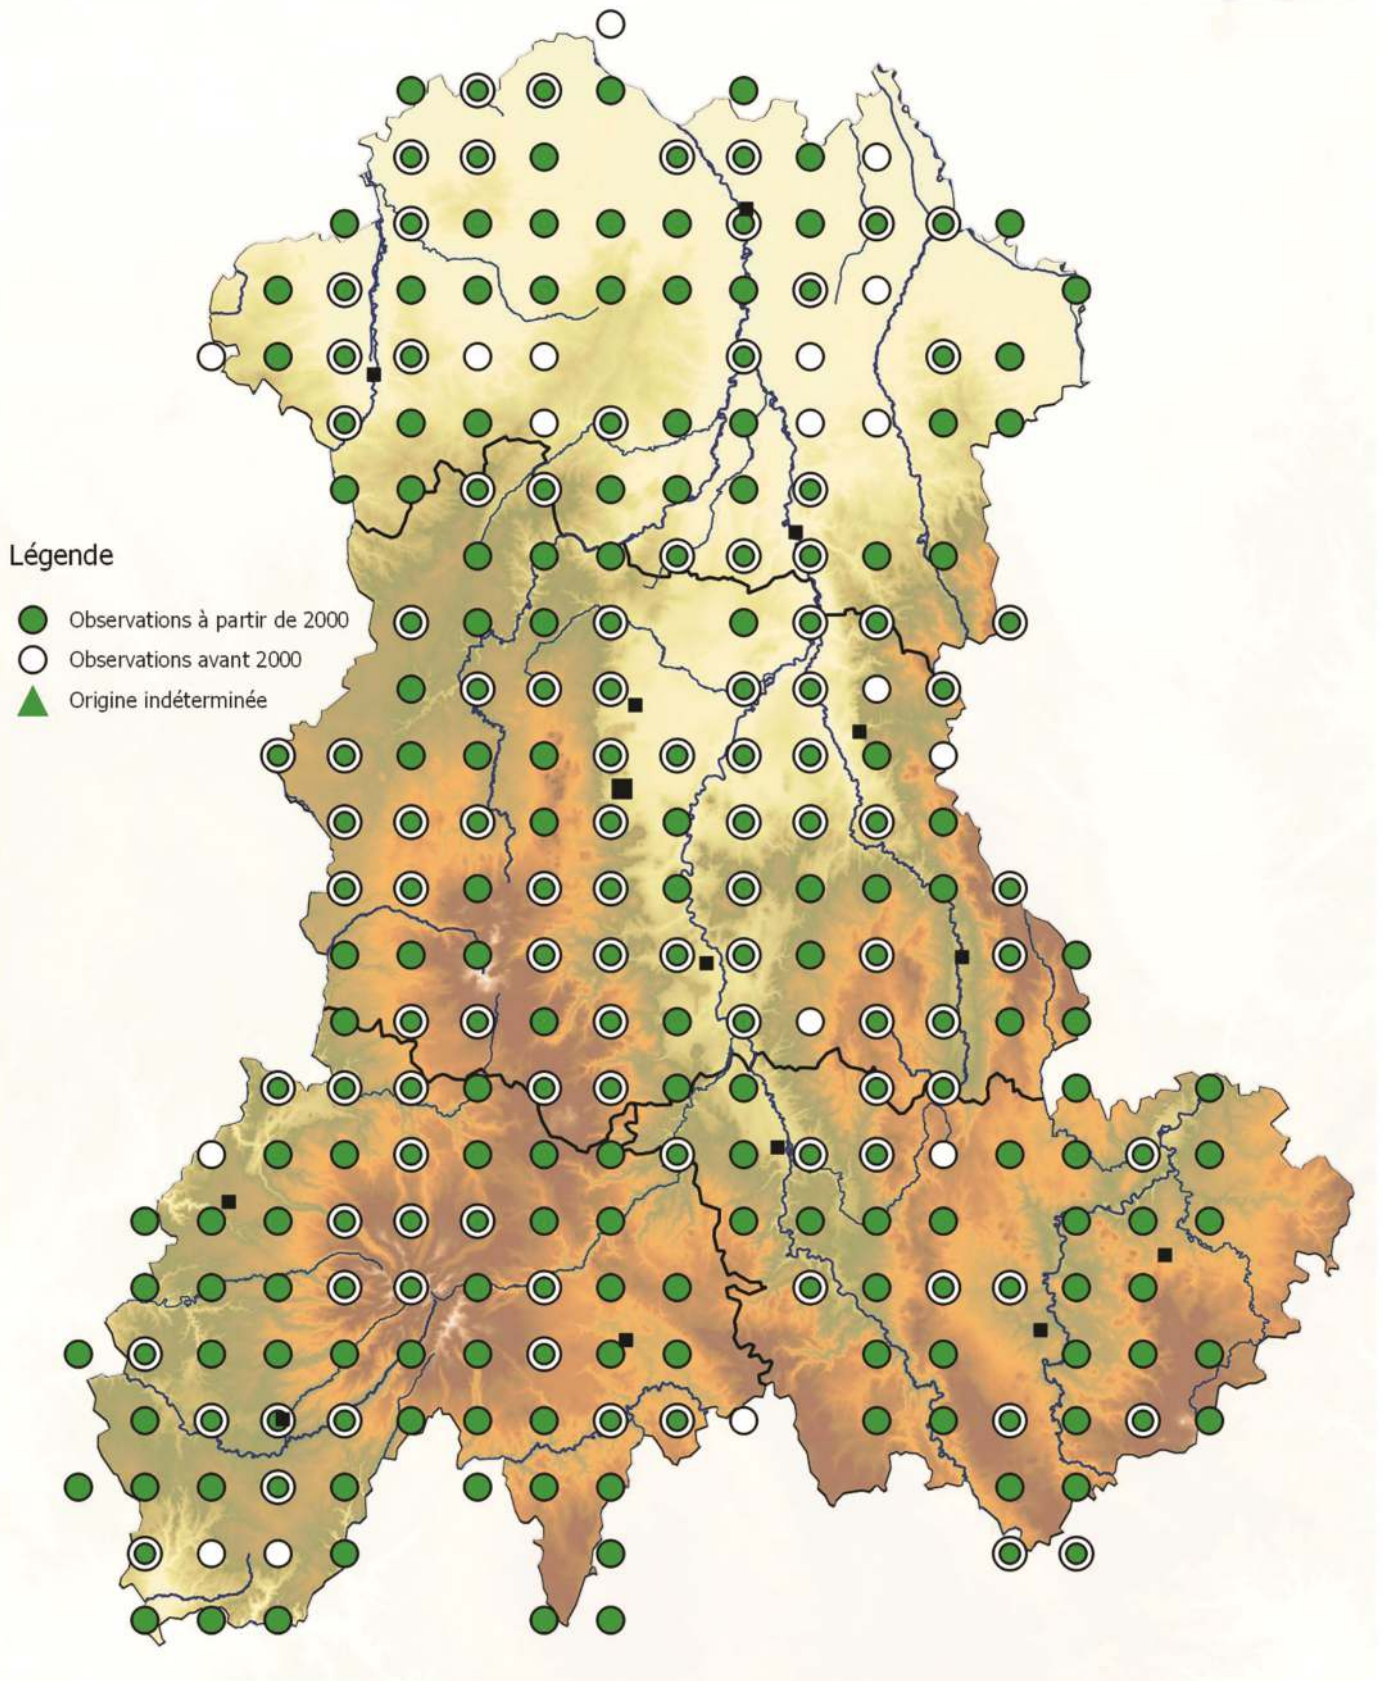 Légende
Observations à partir de 2000
Observations avant 2000
Origine indéterminée